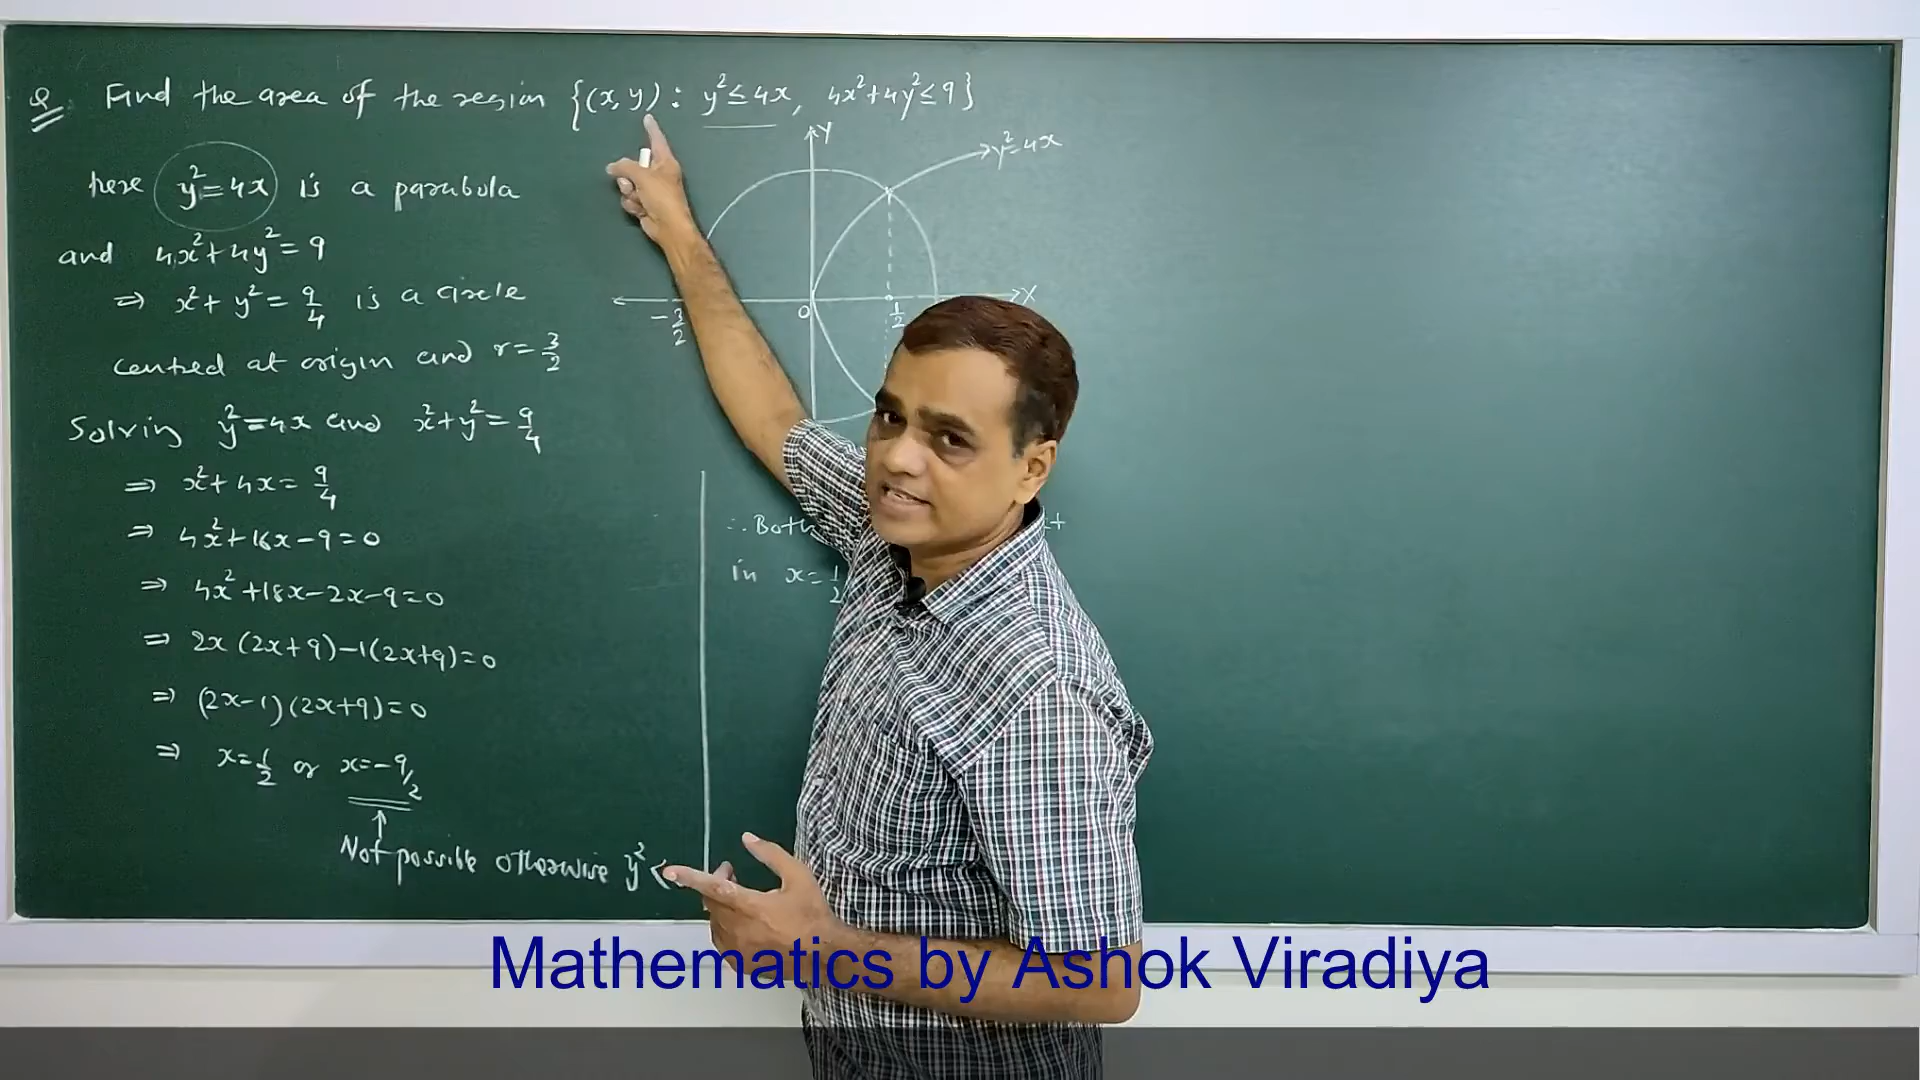 Q. Find the area of the region {(x, y) : y² ≤ 4x, 4x² + 4y² ≤ 9}
here y² = 4x is a parabola
and 4x² + 4y² = 9
⇒ x² + y² = 9/4 is a circle
centred at origin and r = 3/2
Solving y² = 4x and x² + y² = 9/4
⇒ x² + 4x = 9/4
⇒ 4x² + 16x - 9 = 0
⇒ 4x² + 18x - 2x - 9 = 0
⇒ 2x (2x + 9) - 1(2x + 9) = 0
⇒ (2x - 1)(2x + 9) = 0
⇒ x = 1/2 or x = -9/2
Not possible otherwise y² <
Y
y² = 4x
X
-3/2
O
1/2
∴ Both
in x = 1/2
Mathematics by Ashok Viradiya